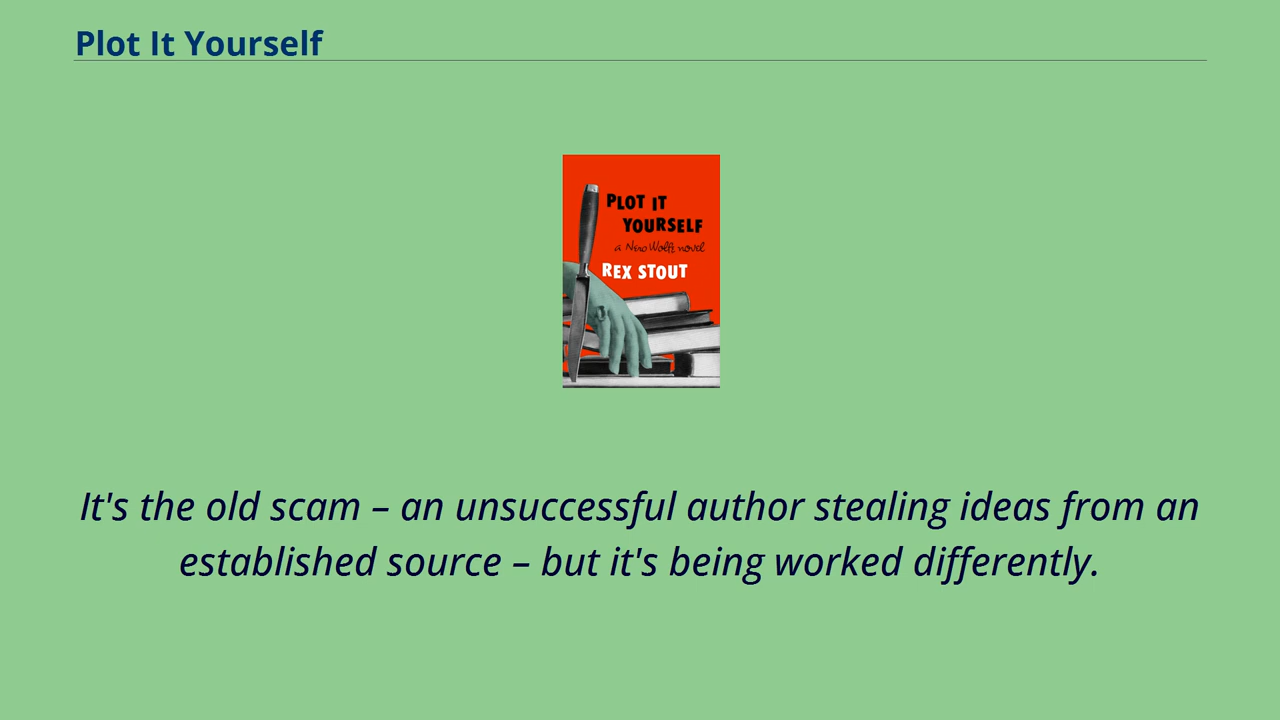 Plot It Yourself
PLOT IT
YOURSELF
a Nero Wolfe novel
REX STOUT
It's the old scam – an unsuccessful author stealing ideas from an
established source – but it's being worked differently.